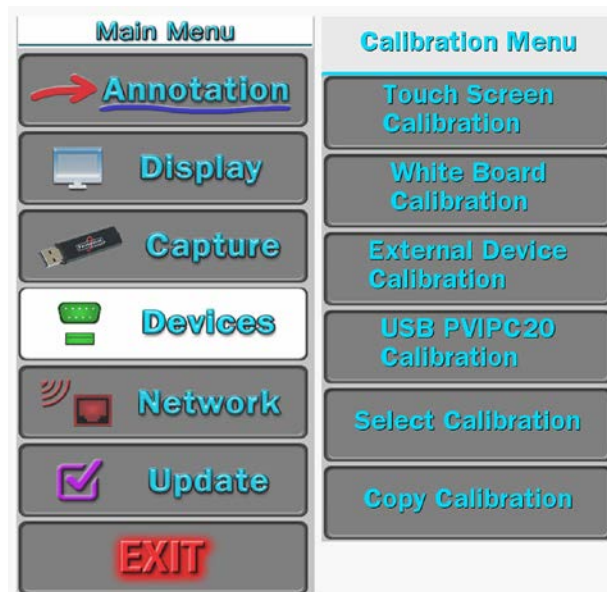 Main Menu
Annotation
Display
Capture
Devices
Network
Update
EXIT
Calibration Menu
Touch Screen
Calibration
White Board
Calibration
External Device
Calibration
USB PVIPC20
Calibration
Select Calibration
Copy Calibration